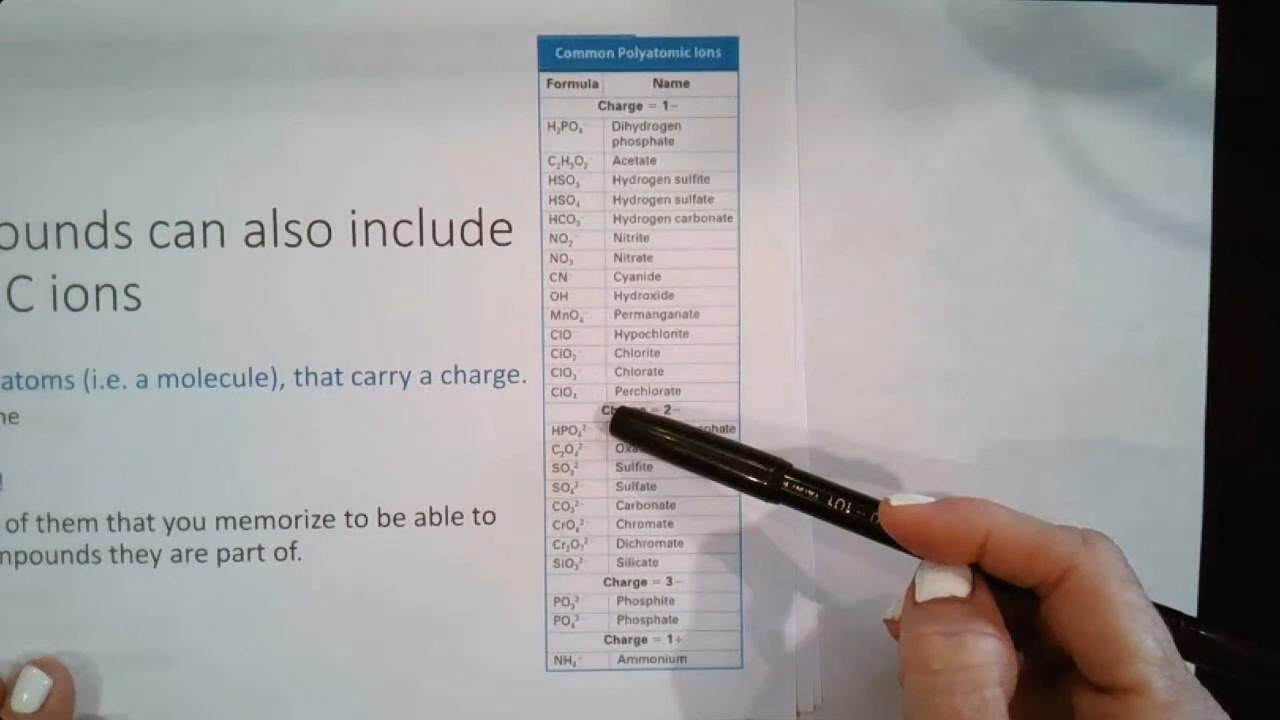 ounds can also include
C ions
atoms (i.e. a molecule), that carry a charge.
ne
!
of them that you memorize to be able to
mpounds they are part of.
Common Polyatomic Ions
Formula Name
Charge = 1−
H₂PO₄⁻ Dihydrogen
phosphate
C₂H₃O₂⁻ Acetate
HSO₃⁻ Hydrogen sulfite
HSO₄⁻ Hydrogen sulfate
HCO₃⁻ Hydrogen carbonate
NO₂⁻ Nitrite
NO₃⁻ Nitrate
CN⁻ Cyanide
OH⁻ Hydroxide
MnO₄⁻ Permanganate
ClO⁻ Hypochlorite
ClO₂⁻ Chlorite
ClO₃⁻ Chlorate
ClO₄⁻ Perchlorate
= 2−
HPO₄²⁻ sphate
C₂O₄²⁻
SO₃²⁻ Sulfite
SO₄²⁻ Sulfate
CO₃²⁻ Carbonate
CrO₄²⁻ Chromate
Cr₂O₇²⁻ Dichromate
SiO₃²⁻ Silicate
Charge = 3−
PO₃³⁻ Phosphite
PO₄³⁻ Phosphate
Charge = 1+
NH₄⁺ Ammonium